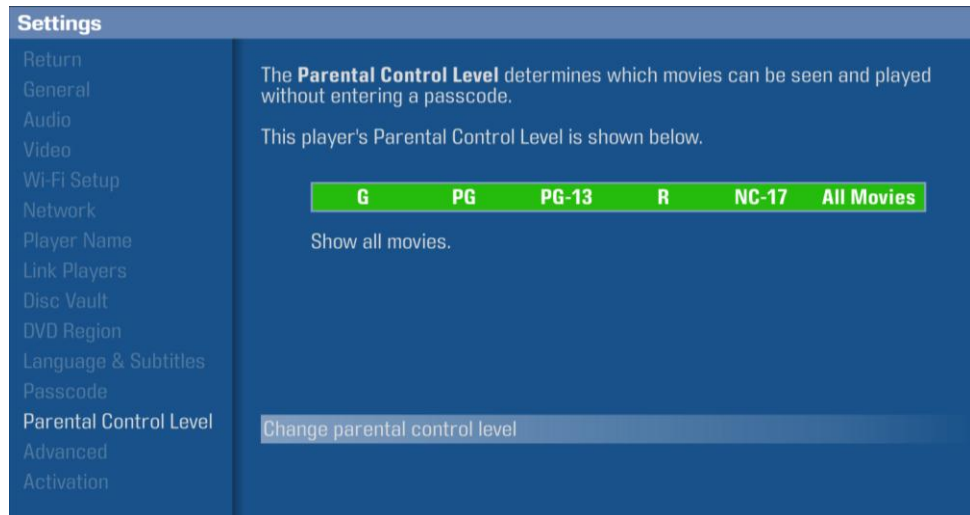 Settings
Return
General
Audio
Video
Wi-Fi Setup
Network
Player Name
Link Players
Disc Vault
DVD Region
Language & Subtitles
Passcode
Parental Control Level
Advanced
Activation
The Parental Control Level determines which movies can be seen and played
without entering a passcode.
This player's Parental Control Level is shown below.
G PG PG-13 R NC-17 All Movies
Show all movies.
Change parental control level